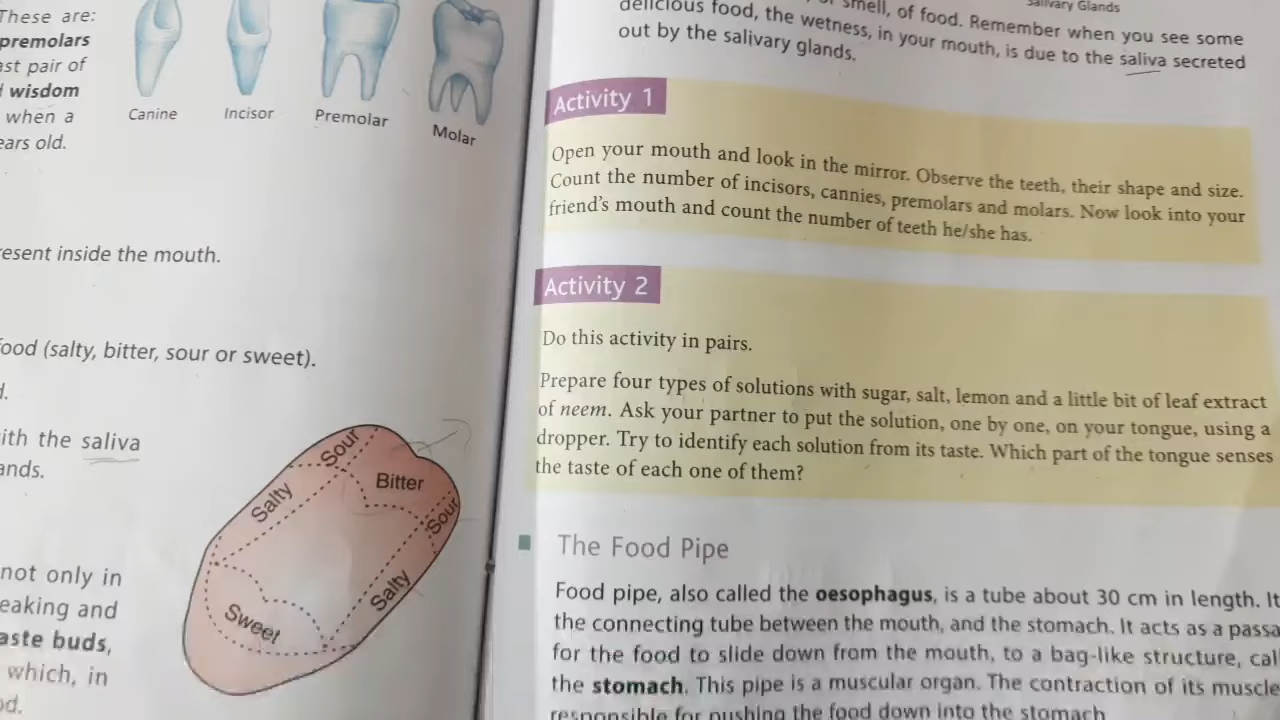 These are:
premolars
pair of
wisdom
when a
old.
Canine
Incisor
Premolar
Molar
inside the mouth.
(salty, bitter, sour or sweet).
the saliva
Sour
Bitter
Salty
Sour
Salty
Sweet
not only in
and
buds,
which, in
Salivary Glands
smell, of food. Remember when you see some
delicious food, the wetness, in your mouth, is due to the saliva secreted
out by the salivary glands.
Activity 1
Open your mouth and look in the mirror. Observe the teeth, their shape and size.
Count the number of incisors, cannies, premolars and molars. Now look into your
friend's mouth and count the number of teeth he/she has.
Activity 2
Do this activity in pairs.
Prepare four types of solutions with sugar, salt, lemon and a little bit of leaf extract
of neem. Ask your partner to put the solution, one by one, on your tongue, using a
dropper. Try to identify each solution from its taste. Which part of the tongue senses
the taste of each one of them?
The Food Pipe
Food pipe, also called the oesophagus, is a tube about 30 cm in length. It
the connecting tube between the mouth, and the stomach. It acts as a
for the food to slide down from the mouth, to a bag-like structure,
the stomach. This pipe is a muscular organ. The contraction of its
responsible for pushing the food down into the stomach